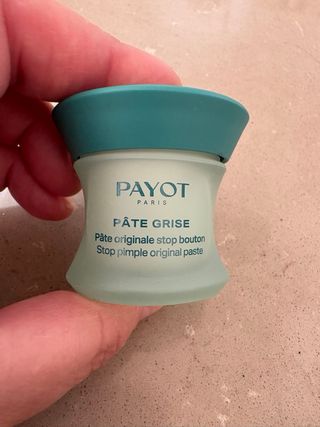 PAYOT
PARIS
PÂTE GRISE
Pâte originale stop bouton
Stop pimple original paste